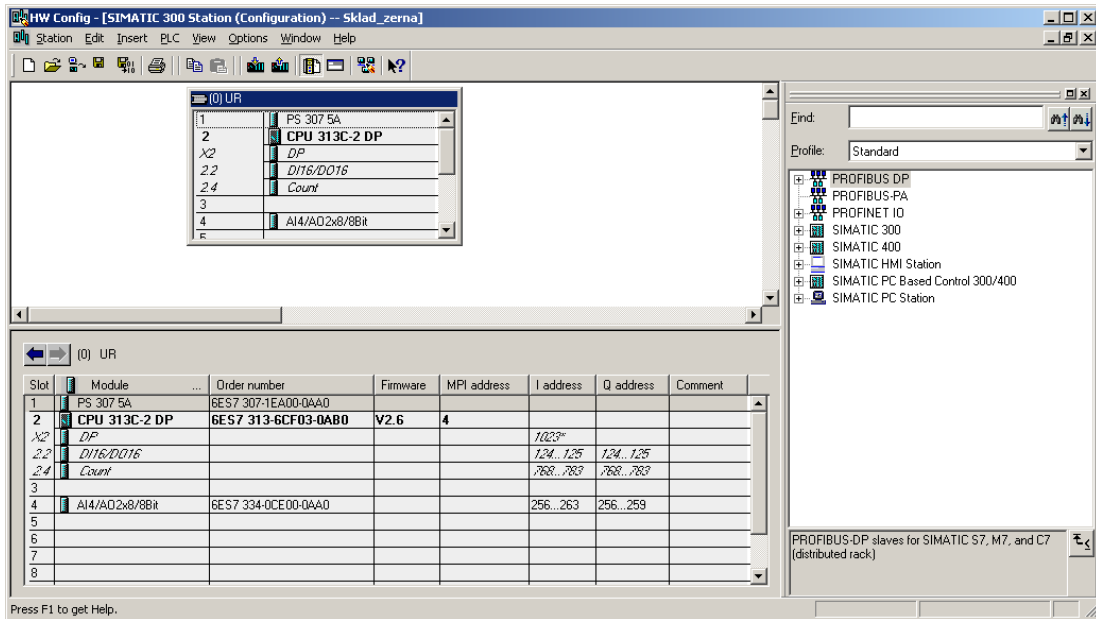 HW Config - [SIMATIC 300 Station (Configuration) -- Sklad_zerna]
Station Edit Insert PLC View Options Window Help
(0) UR
1 PS 307 5A
2 CPU 313C-2 DP
X2 DP
2.2 DI16/DO16
2.4 Count
3
4 AI4/AO2x8/8Bit
5
Find:
Profile: Standard
PROFIBUS DP
PROFIBUS-PA
PROFINET IO
SIMATIC 300
SIMATIC 400
SIMATIC HMI Station
SIMATIC PC Based Control 300/400
SIMATIC PC Station
PROFIBUS-DP slaves for SIMATIC S7, M7, and C7
(distributed rack)
(0) UR
Slot Module ... Order number Firmware MPI address I address Q address Comment
1 PS 307 5A 6ES7 307-1EA00-0AA0
2 CPU 313C-2 DP 6ES7 313-6CF03-0AB0 V2.6 4
X2 DP 1023*
2.2 DI16/DO16 124...125 124...125
2.4 Count 768...783 768...783
3
4 AI4/AO2x8/8Bit 6ES7 334-0CE00-0AA0 256...263 256...259
5
6
7
8
Press F1 to get Help.